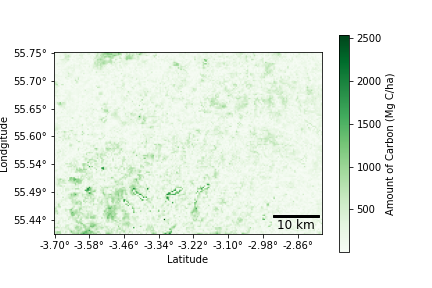 55.75°
55.70°
55.65°
55.60°
55.54°
55.49°
55.44°
Londgitude
-3.70° -3.58° -3.46° -3.34° -3.22° -3.10° -2.98° -2.86°
Latitude
10 km
2500
2000
1500
1000
500
Amount of Carbon (Mg C/ha)